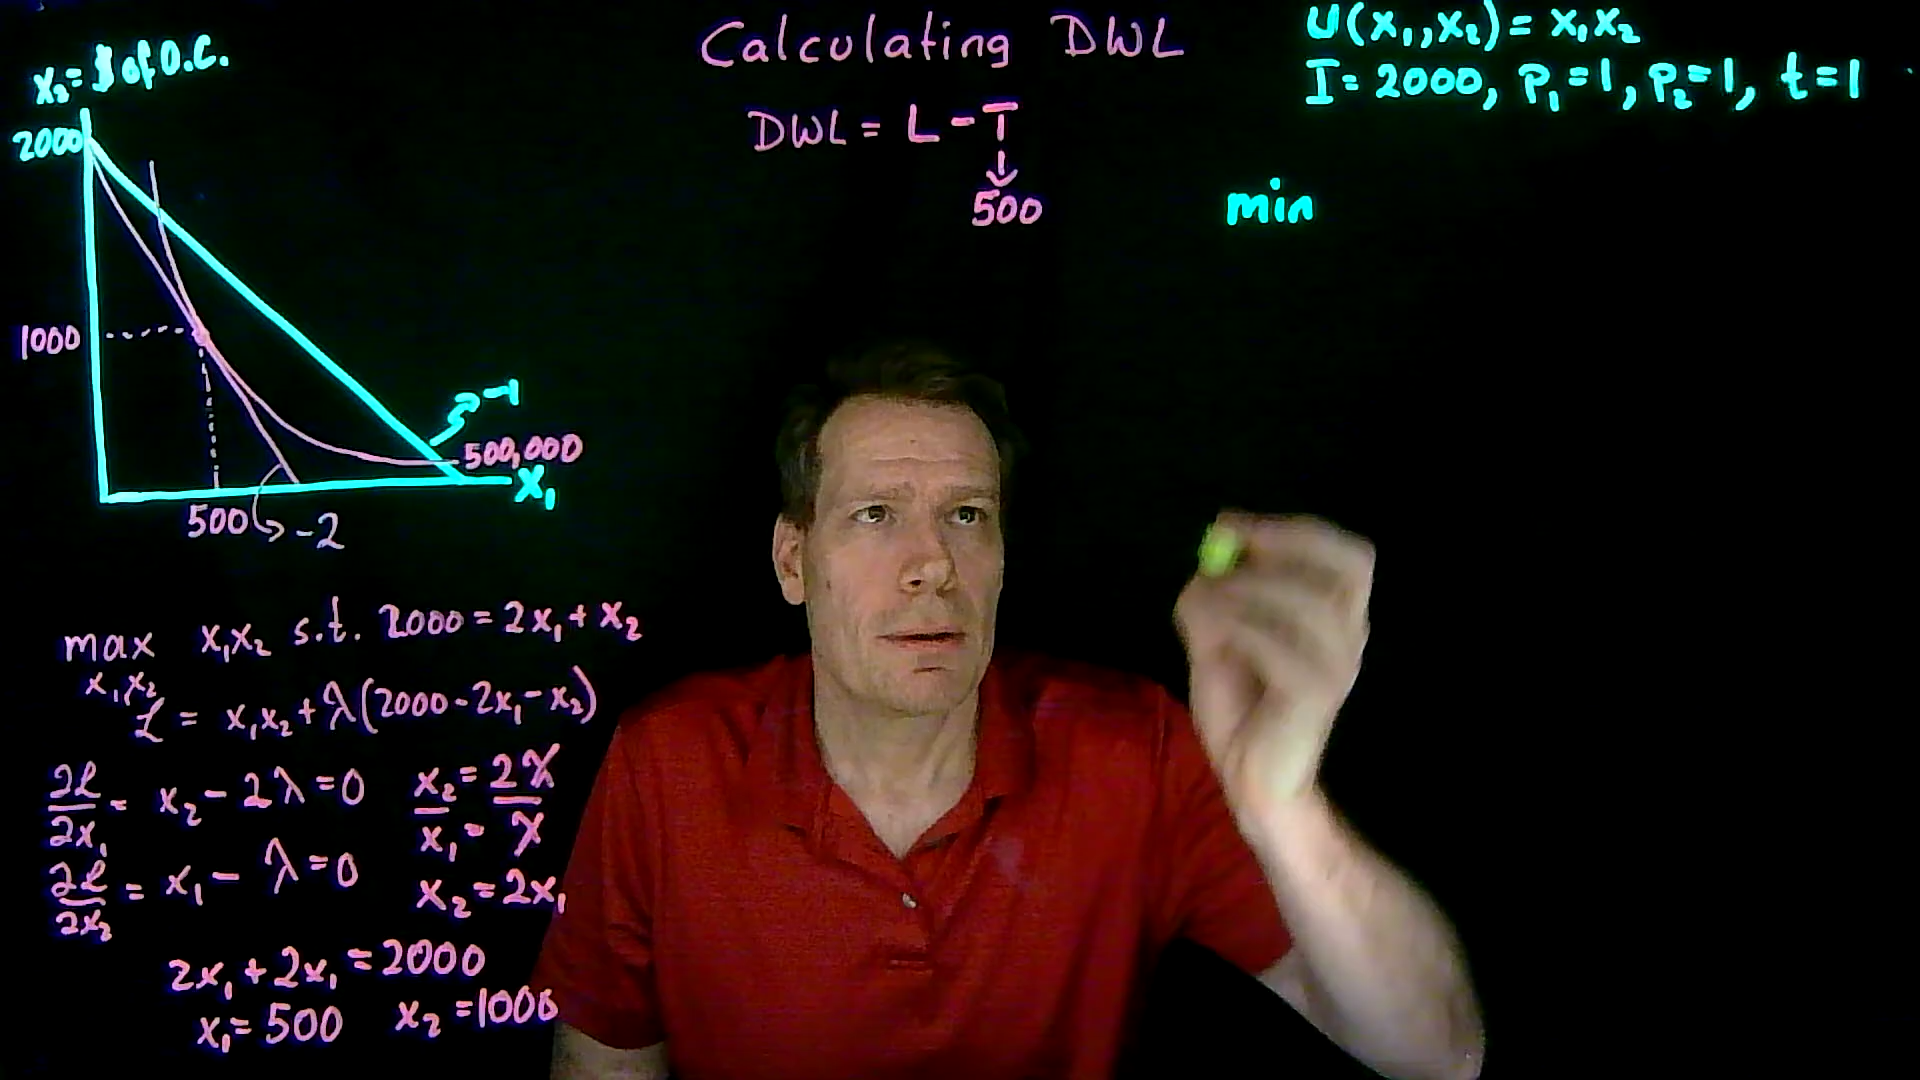 Calculating DWL
DWL = L - T
500
U(x₁,x₂) = x₁x₂
I = 2000, P₁ = 1, P₂ = 1, t = 1
min
x₂ = $ of O.C.
2000
1000
-1
500,000
x₁
500
-2
max x₁x₂ s.t. 2000 = 2x₁ + x₂
x₁,x₂
ℒ = x₁x₂ + λ(2000 - 2x₁ - x₂)
∂ℒ/∂x₁ = x₂ - 2λ = 0
∂ℒ/∂x₂ = x₁ - λ = 0
x₂/x₁ = 2λ/λ
x₂ = 2x₁
2x₁ + 2x₁ = 2000
x₁ = 500 x₂ = 1000